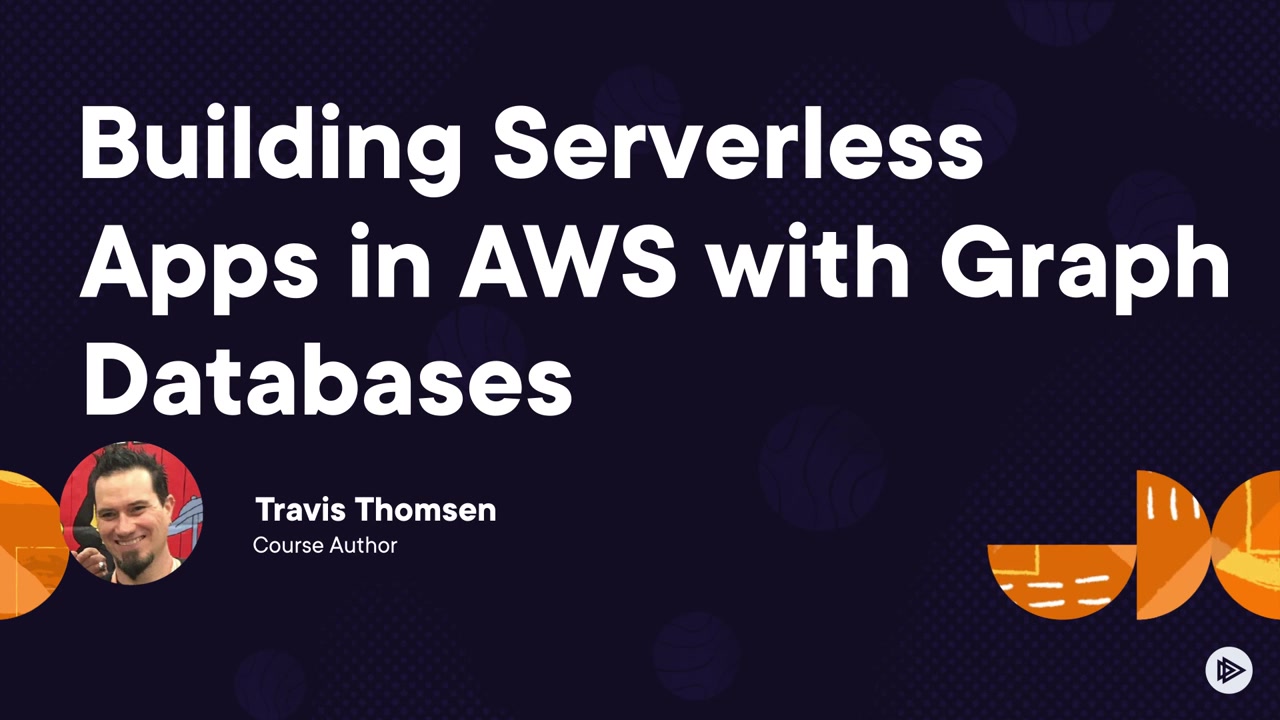 Building Serverless
Apps in AWS with Graph
Databases
Travis Thomsen
Course Author